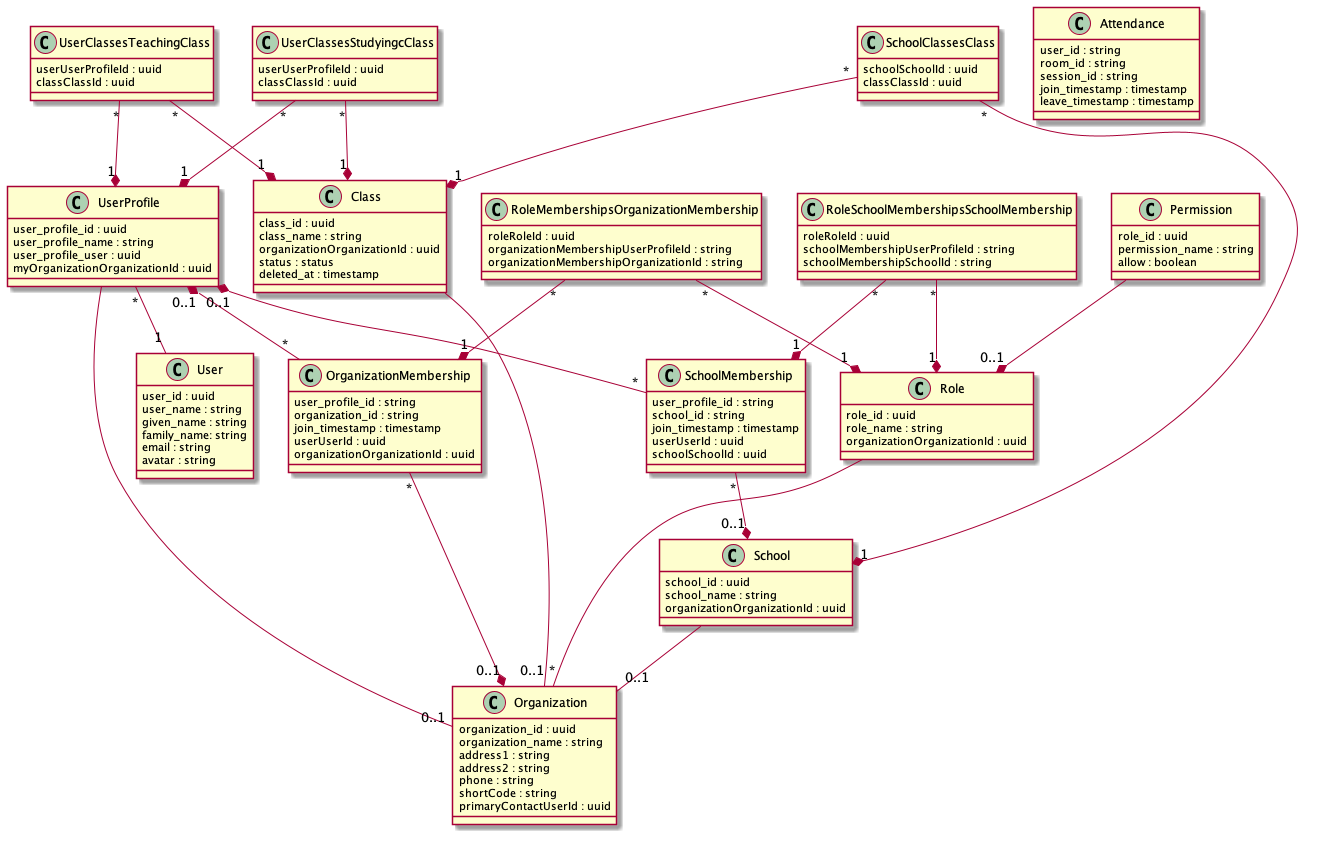 C UserClassesTeachingClass
userUserProfileId : uuid
classClassId : uuid
C UserClassesStudyingcClass
userUserProfileId : uuid
classClassId : uuid
C SchoolClassesClass
schoolSchoolId : uuid
classClassId : uuid
C Attendance
user_id : string
room_id : string
session_id : string
join_timestamp : timestamp
leave_timestamp : timestamp
*
*
*
*
*
*
1
1
1
1
1
C UserProfile
user_profile_id : uuid
user_profile_name : string
user_profile_user : uuid
myOrganizationOrganizationId : uuid
C Class
class_id : uuid
class_name : string
organizationOrganizationId : uuid
status : status
deleted_at : timestamp
C RoleMembershipsOrganizationMembership
roleRoleId : uuid
organizationMembershipUserProfileId : string
organizationMembershipOrganizationId : string
C RoleSchoolMembershipsSchoolMembership
roleRoleId : uuid
schoolMembershipUserProfileId : string
schoolMembershipSchoolId : string
C Permission
role_id : uuid
permission_name : string
allow : boolean
*
0..1
0..1
*
*
*
*
1
*
1
*
1
1
1
0..1
C User
user_id : uuid
user_name : string
given_name : string
family_name: string
email : string
avatar : string
C OrganizationMembership
user_profile_id : string
organization_id : string
join_timestamp : timestamp
userUserId : uuid
organizationOrganizationId : uuid
C SchoolMembership
user_profile_id : string
school_id : string
join_timestamp : timestamp
userUserId : uuid
schoolSchoolId : uuid
C Role
role_id : uuid
role_name : string
organizationOrganizationId : uuid
*
*
0..1
1
C School
school_id : uuid
school_name : string
organizationOrganizationId : uuid
0..1
0..1
*
0..1
0..1
C Organization
organization_id : uuid
organization_name : string
address1 : string
address2 : string
phone : string
shortCode : string
primaryContactUserId : uuid